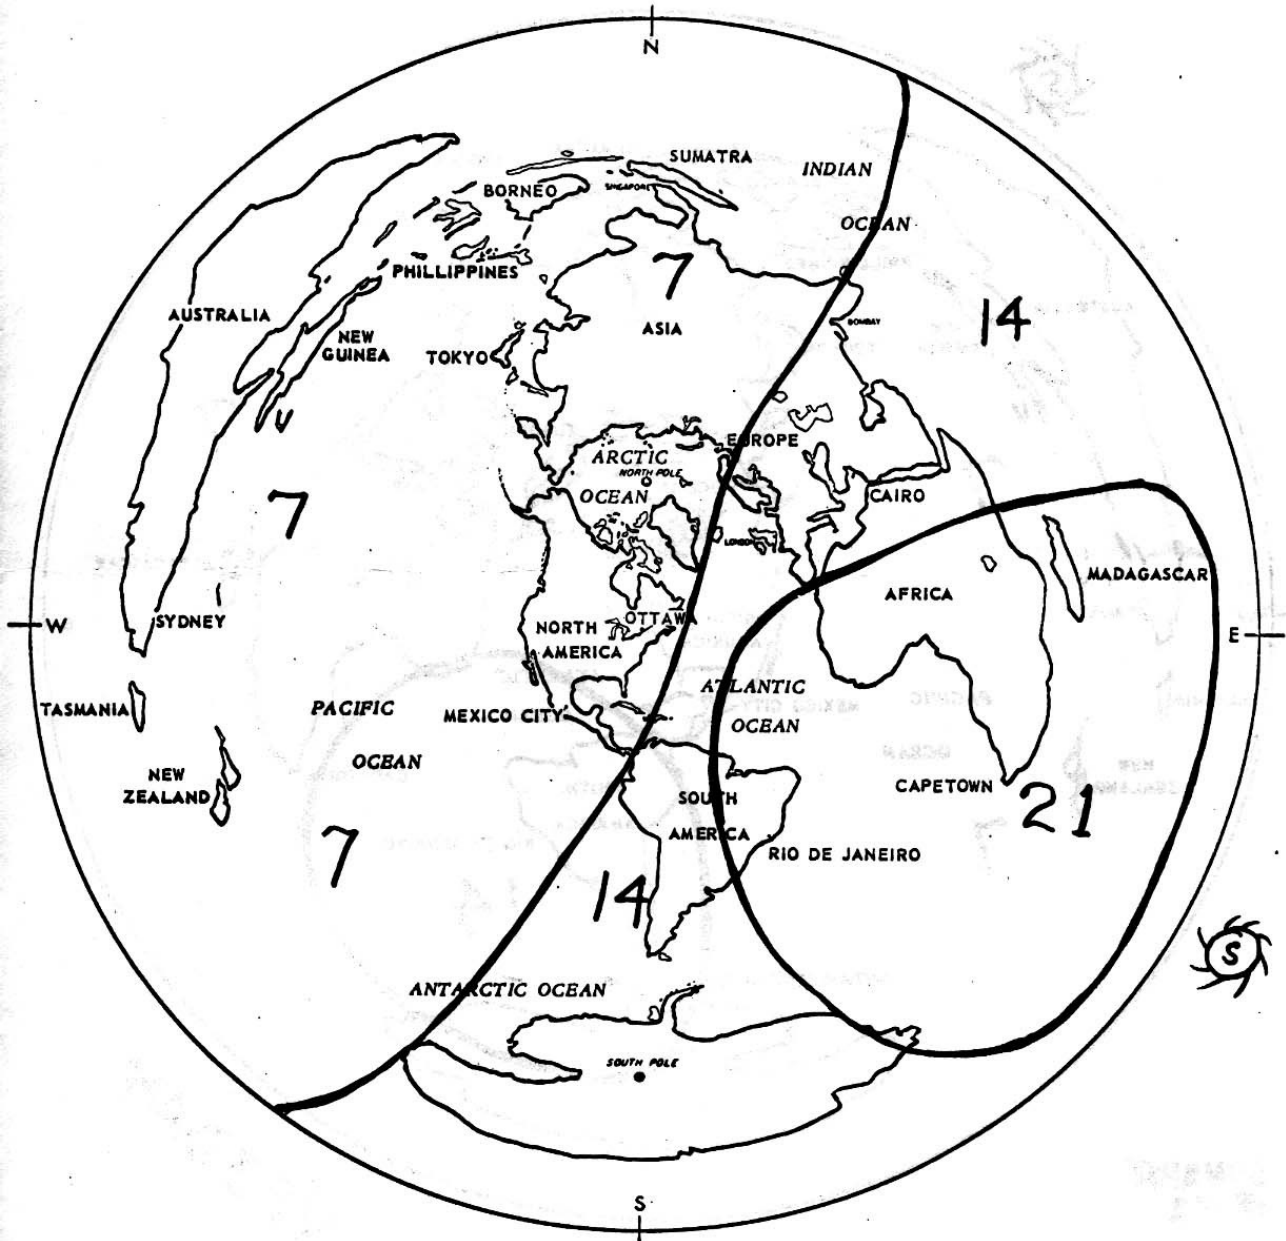 N
SUMATRA
INDIAN
OCEAN
BORNEO
SINGAPORE
PHILLIPPINES
7
14
AUSTRALIA
ASIA
BOMBAY
NEW
GUINEA
TOKYO
EUROPE
ARCTIC
NORTH POLE
OCEAN
7
CAIRO
LONDON
MADAGASCAR
AFRICA
W
SYDNEY
OTTAWA
E
NORTH
AMERICA
ATLANTIC
OCEAN
TASMANIA
PACIFIC
OCEAN
MEXICO CITY
NEW
ZEALAND
SOUTH
AMERICA
CAPETOWN
21
7
RIO DE JANEIRO
14
S
ANTARCTIC OCEAN
SOUTH POLE
S